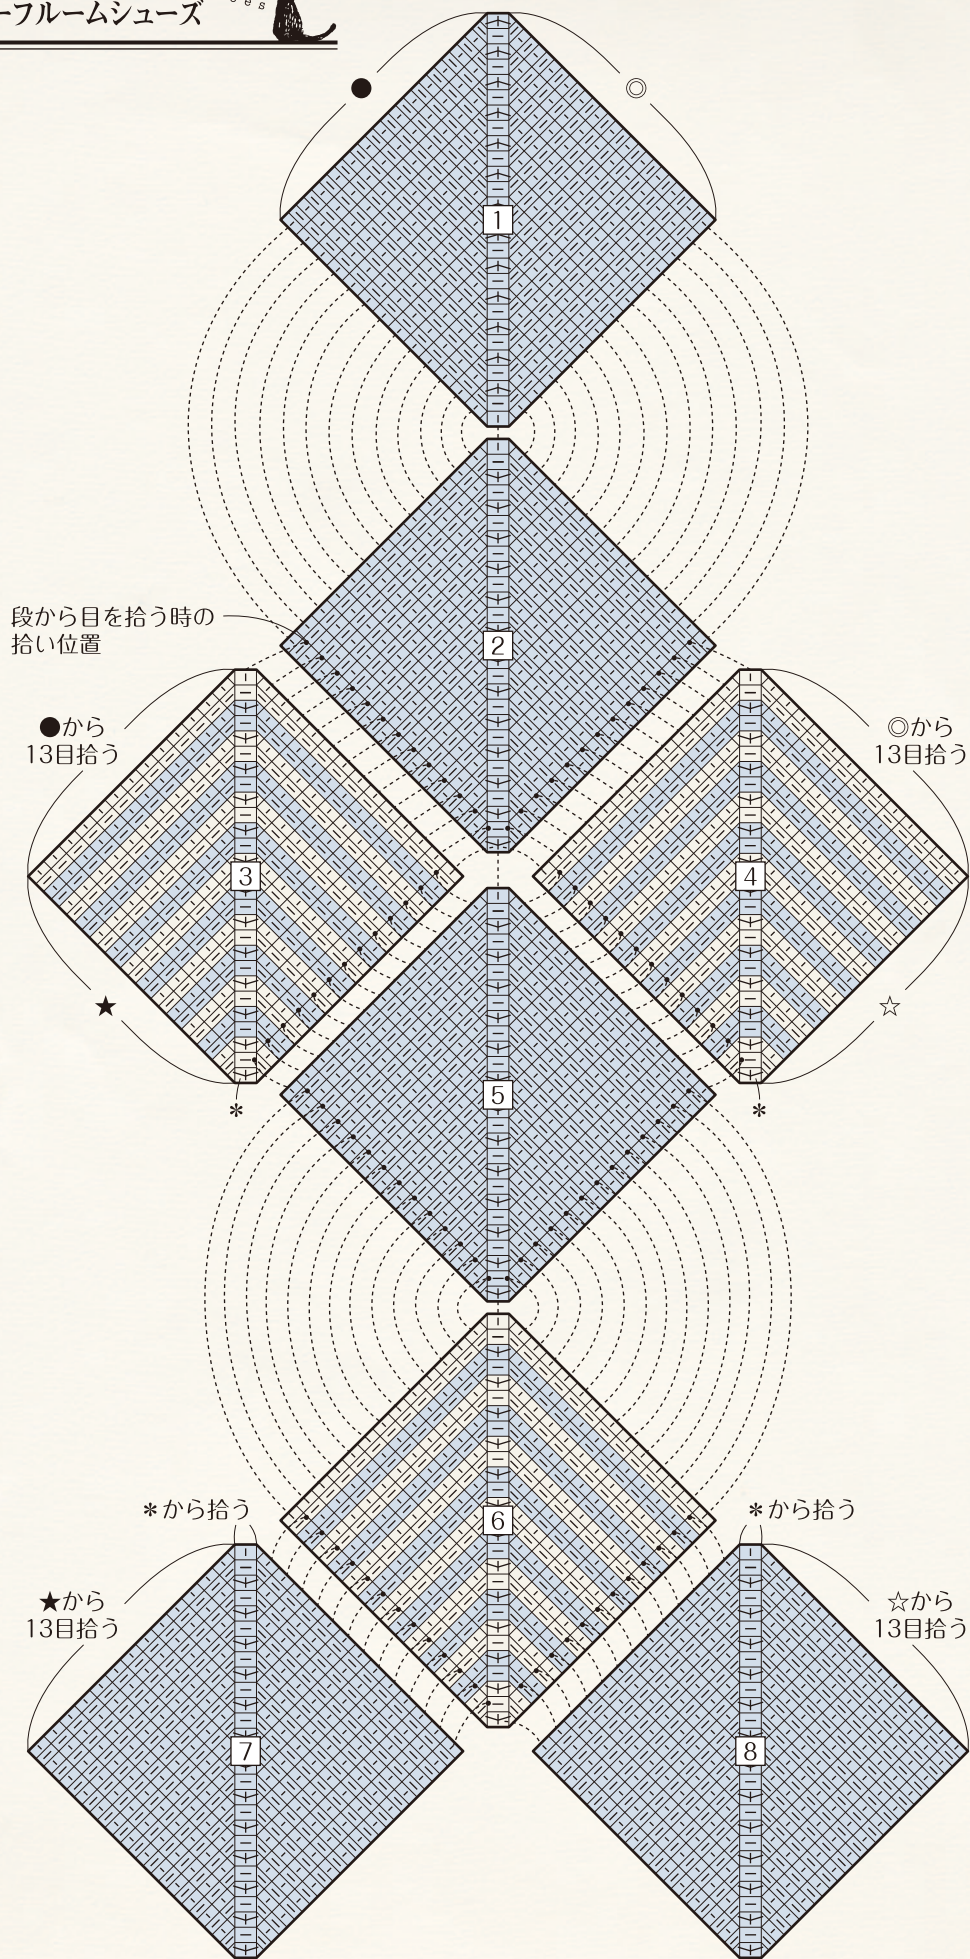 ーフルームシューズ
●
◎
1
2
段から目を拾う時の
拾い位置
●から
13目拾う
◎から
13目拾う
3
4
★
☆
*
*
5
6
*から拾う
*から拾う
★から
13目拾う
☆から
13目拾う
7
8